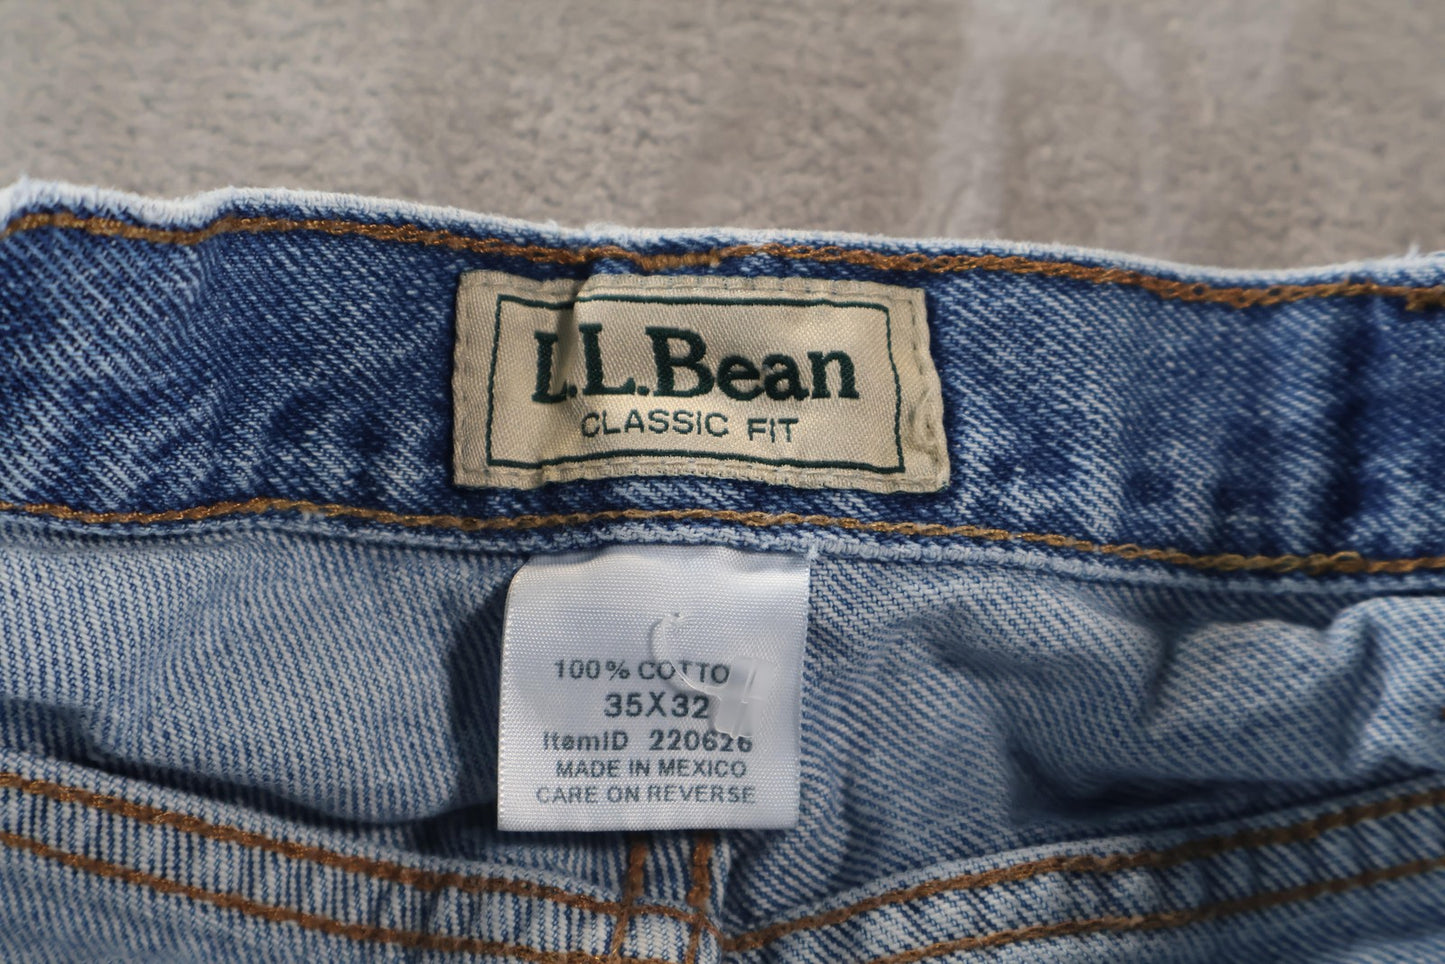 L.L.Bean
CLASSIC FIT
100% COTTO
35X32
ItemID 220626
MADE IN MEXICO
CARE ON REVERSE